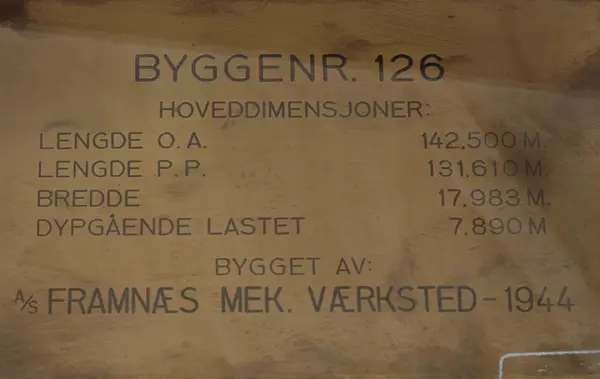 BYGGENR. 126
HOVEDDIMENSJONER:
LENGDE O.A. 142,500 M.
LENGDE P.P. 131,610 M.
BREDDE 17,983 M.
DYPGÅENDE LASTET 7,890 M
BYGGET AV:
A/S FRAMNÆS MEK. VÆRKSTED - 1944